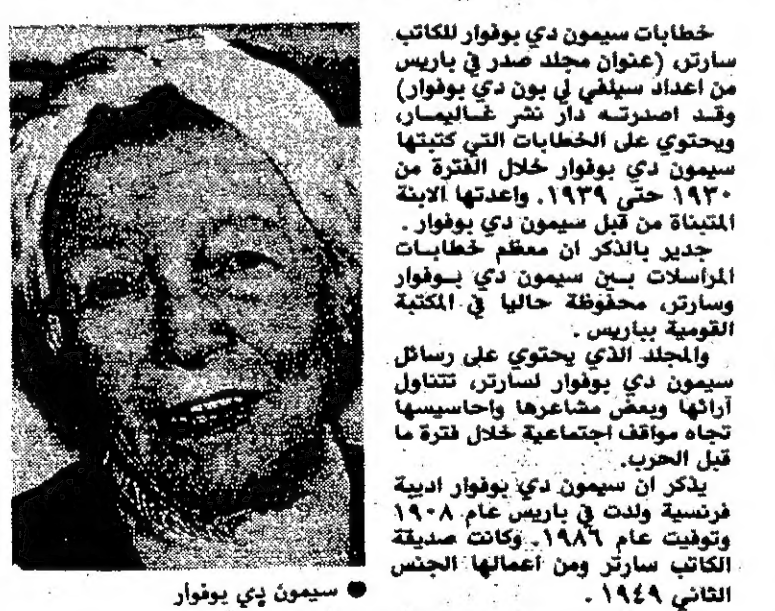 خطابات سيمون دي بوفوار للكاتب
سارتر، (عنوان مجلد صدر في باريس
من اعداد سيلفي لي بون دي بوفوار)
وقد اصدرته دار نشر غاليمار،
ويحتوي على الخطابات التي كتبتها
سيمون دي بوفوار خلال الفترة من
١٩٣٠ حتى ١٩٣٩. واعدتها الابنة
المتبناة من قبل سيمون دي بوفوار.
جدير بالذكر ان معظم خطابات
المراسلات بين سيمون دي بوفوار
وسارتر، محفوظة حاليا في المكتبة
القومية بباريس.
والمجلد الذي يحتوي على رسائل
سيمون دي بوفوار لسارتر، تتناول
آرائها وبعض مشاعرها واحاسيسها
تجاه مواقف اجتماعية خلال فترة ما
قبل الحرب.
يذكر ان سيمون دي بوفوار اديبة
فرنسية ولدت في باريس عام ١٩٠٨
وتوفيت عام ١٩٨٦. وكانت صديقة
الكاتب سارتر ومن اعمالها الجنس
الثاني ١٩٤٩.
● سيمون دي بوفوار